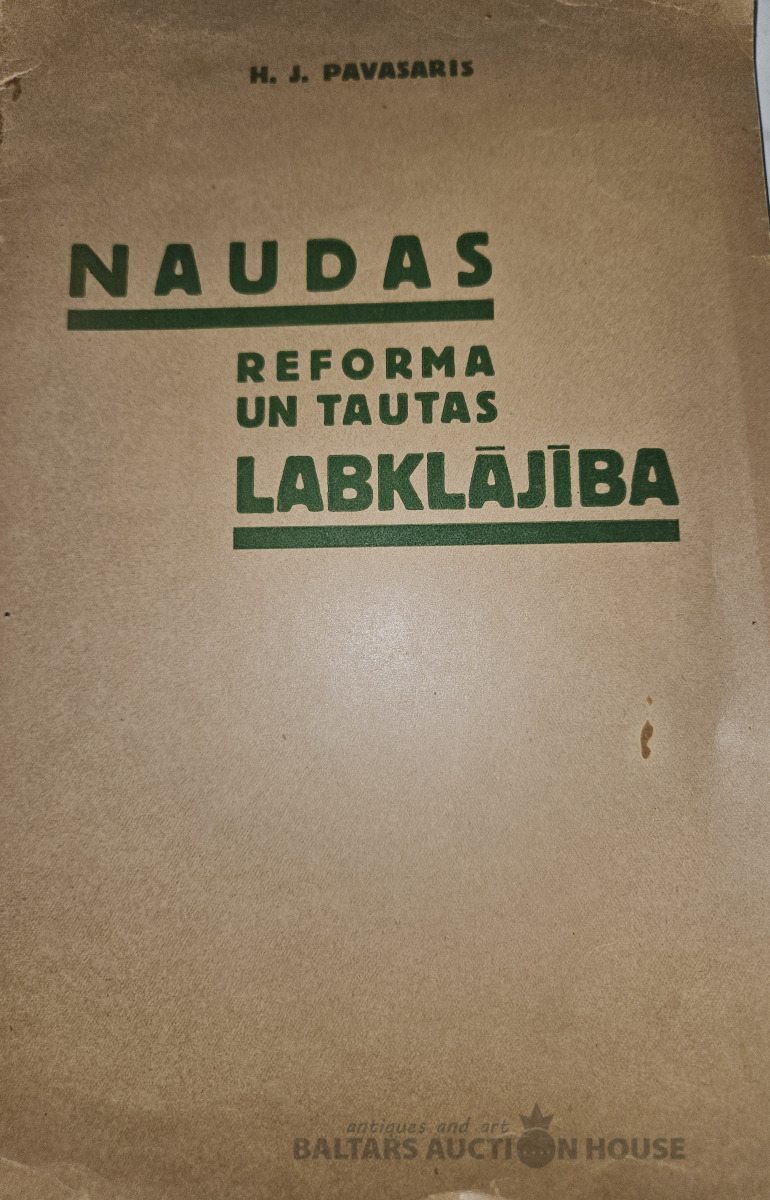 H. J. PAVASARIS
NAUDAS
REFORMA
UN TAUTAS
LABKLĀJĪBA
antiques and art
BALTARS AUCTION HOUSE